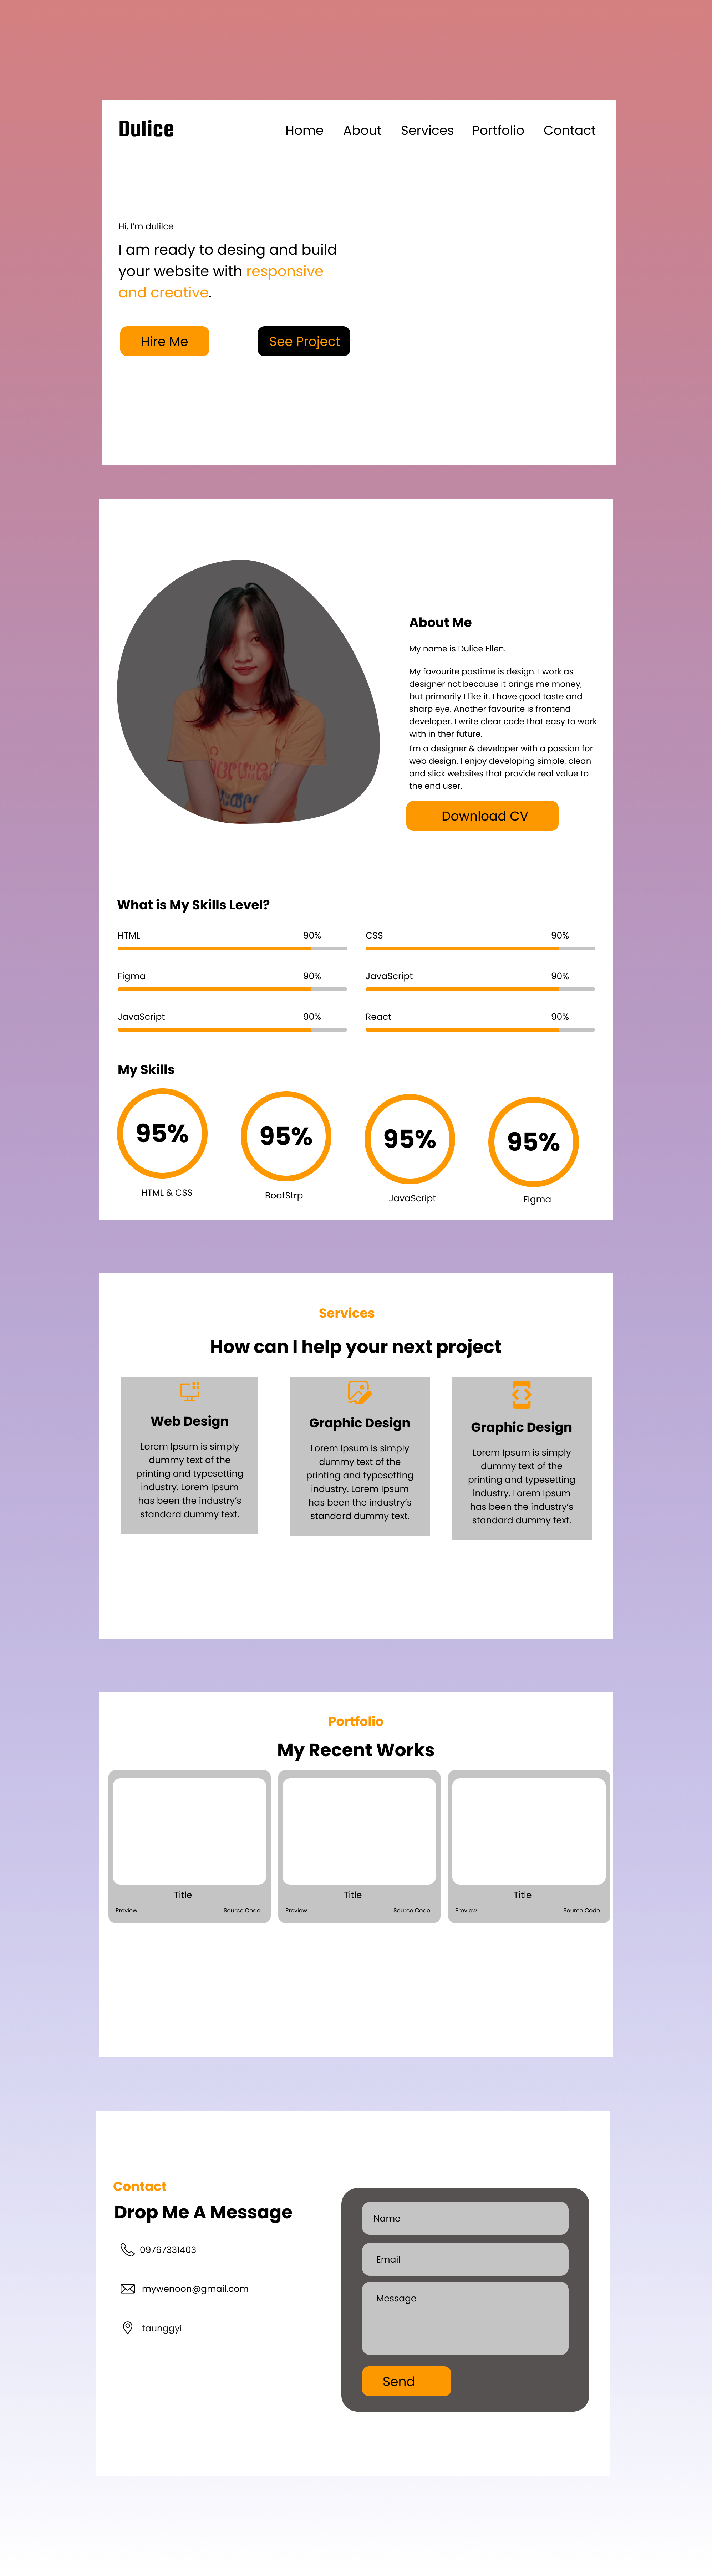 Dulice
Home About Services Portfolio Contact
Hi, I'm dulilce
I am ready to desing and build
your website with responsive
and creative.
Hire Me
See Project
About Me
My name is Dulice Ellen.
My favourite pastime is design. I work as
designer not because it brings me money,
but primarily I like it. I have good taste and
sharp eye. Another favourite is frontend
developer. I write clear code that easy to work
with in ther future.
I'm a designer & developer with a passion for
web design. I enjoy developing simple, clean
and slick websites that provide real value to
the end user.
Download CV
What is My Skills Level?
HTML 90%
CSS 90%
Figma 90%
JavaScript 90%
JavaScript 90%
React 90%
My Skills
95%
95%
95%
95%
HTML & CSS
BootStrp
JavaScript
Figma
Services
How can I help your next project
Web Design
Lorem Ipsum is simply
dummy text of the
printing and typesetting
industry. Lorem Ipsum
has been the industry's
standard dummy text.
Graphic Design
Lorem Ipsum is simply
dummy text of the
printing and typesetting
industry. Lorem Ipsum
has been the industry's
standard dummy text.
Graphic Design
Lorem Ipsum is simply
dummy text of the
printing and typesetting
industry. Lorem Ipsum
has been the industry's
standard dummy text.
Portfolio
My Recent Works
Title
Preview Source Code
Title
Preview Source Code
Title
Preview Source Code
Contact
Drop Me A Message
09767331403
mywenoon@gmail.com
taunggyi
Name
Email
Message
Send